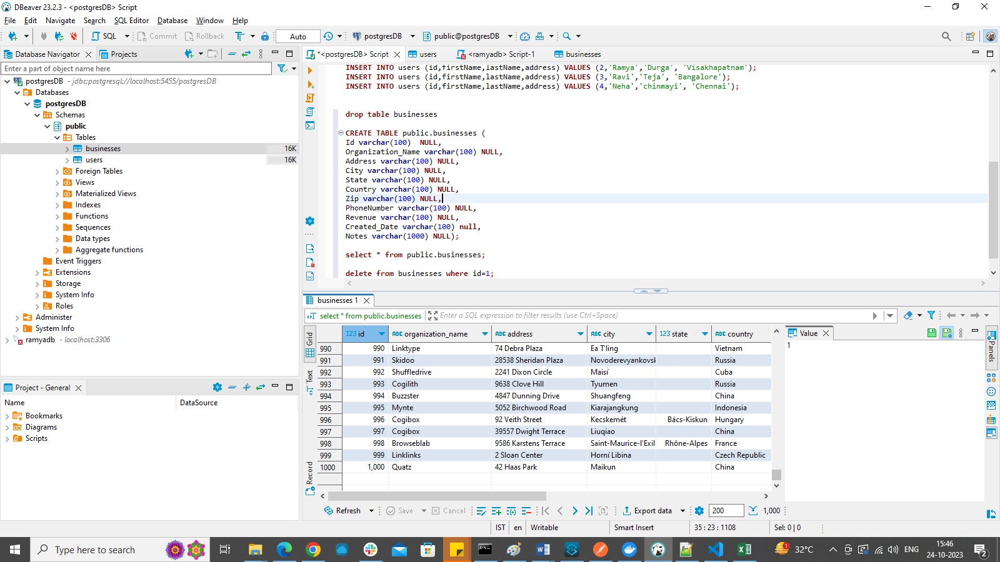 DBeaver 23.2.3 - <postgresDB> Script
File Edit Navigate Search SQL Editor Database Window Help
SQL Commit Rollback Auto postgresDB public@postgresDB
Database Navigator Projects
Enter a part of object name here
postgresDB - jdbc:postgresql://localhost:5455/postgresDB
Databases
postgresDB
Schemas
public
Tables
businesses 16K
users 16K
Foreign Tables
Views
Materialized Views
Indexes
Functions
Sequences
Data types
Aggregate functions
Event Triggers
Extensions
Storage
System Info
Roles
Administer
System Info
ramyadb - localhost:3306
Project - General
Name DataSource
Bookmarks
Diagrams
Scripts
*<postgresDB> Script users <ramyadb> Script-1 businesses
INSERT INTO users (id,firstName,lastName,address) VALUES (2,'Ramya','Durga', 'Visakhapatnam');
INSERT INTO users (id,firstName,lastName,address) VALUES (3,'Ravi','Teja', 'Bangalore');
INSERT INTO users (id,firstName,lastName,address) VALUES (4,'Neha','chinmayi', 'Chennai');
drop table businesses
CREATE TABLE public.businesses (
Id varchar(100)  NULL,
Organization_Name varchar(100) NULL,
Address varchar(100) NULL,
City varchar(100) NULL,
State varchar(100) NULL,
Country varchar(100) NULL,
Zip varchar(100) NULL,
PhoneNumber varchar(100) NULL,
Revenue varchar(100) NULL,
Created_Date varchar(100) null,
Notes varchar(1000) NULL);
select * from public.businesses;
delete from businesses where id=1;
businesses 1
select * from public.businesses Enter a SQL expression to filter results (use Ctrl+Space)
Grid
Text
Record
123 id ABC organization_name ABC address ABC city 123 state ABC country
990 990 Linktype 74 Debra Plaza Ea T'ling Vietnam
991 991 Skidoo 28538 Sheridan Plaza Novoderevyankovsk Russia
992 992 Shuffledrive 2241 Dixon Circle Maisí Cuba
993 993 Cogilith 9638 Clove Hill Tyumen Russia
994 994 Buzzster 4847 Dunning Drive Shuangfeng China
995 995 Mynte 5052 Birchwood Road Kiarajangkung Indonesia
996 996 Cogibox 92 Veith Street Kecskemét Bács-Kiskun Hungary
997 997 Cogibox 39557 Dwight Terrace Liuqiao China
998 998 Browseblab 9586 Karstens Terrace Saint-Maurice-l'Exil Rhône-Alpes France
999 999 Linklinks 2 Sloan Center Horní Libina Czech Republic
1000 1,000 Quatz 42 Haas Park Maikun China
Value
1
Panels
Refresh Save Cancel Export data 200 1,000
IST en Writable Smart Insert 35 : 23 : 1108 Sel: 0 | 0
Type here to search
1 32°C ENG 15:46
24-10-2023
2